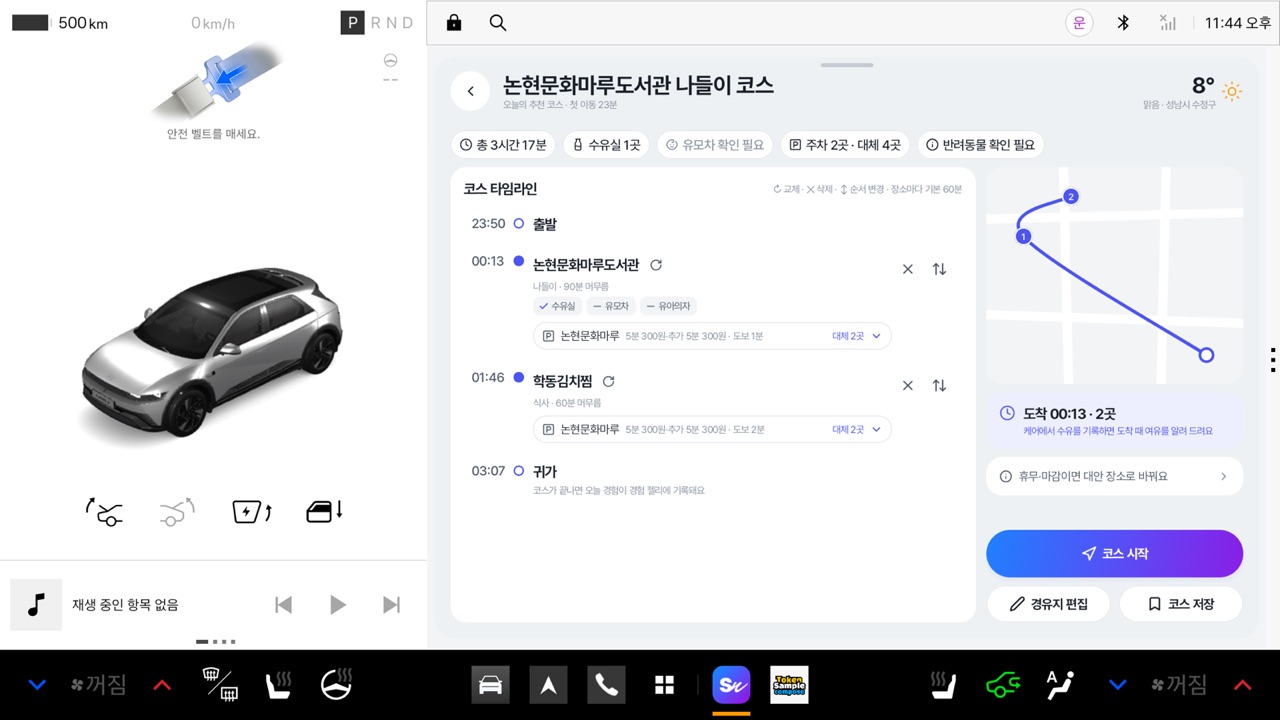 500 km
0 km/h
P R N D
안전 벨트를 매세요.
재생 중인 항목 없음
운
11:44 오후
논현문화마루도서관 나들이 코스
오늘의 추천 코스 · 첫 이동 23분
8°
맑음 · 성남시 수정구
총 3시간 17분
수유실 1곳
유모차 확인 필요
P 주차 2곳 · 대체 4곳
반려동물 확인 필요
코스 타임라인
교체 · 삭제 · 순서 변경 · 장소마다 기본 60분
23:50 출발
00:13 논현문화마루도서관
나들이 · 90분 머무름
수유실
유모차
유아의자
P 논현문화마루 5분 300원·추가 5분 300원 · 도보 1분 대체 2곳
01:46 학동김치찜
식사 · 60분 머무름
P 논현문화마루 5분 300원·추가 5분 300원 · 도보 2분 대체 2곳
03:07 귀가
코스가 끝나면 오늘 경험이 경험 젤리에 기록돼요
2
1
도착 00:13 · 2곳
케어에서 수유를 기록하면 도착 때 여유를 알려 드려요
휴무·마감이면 대안 장소로 바꿔요
코스 시작
경유지 편집
코스 저장
꺼짐
Token
Sample
compose
A
꺼짐